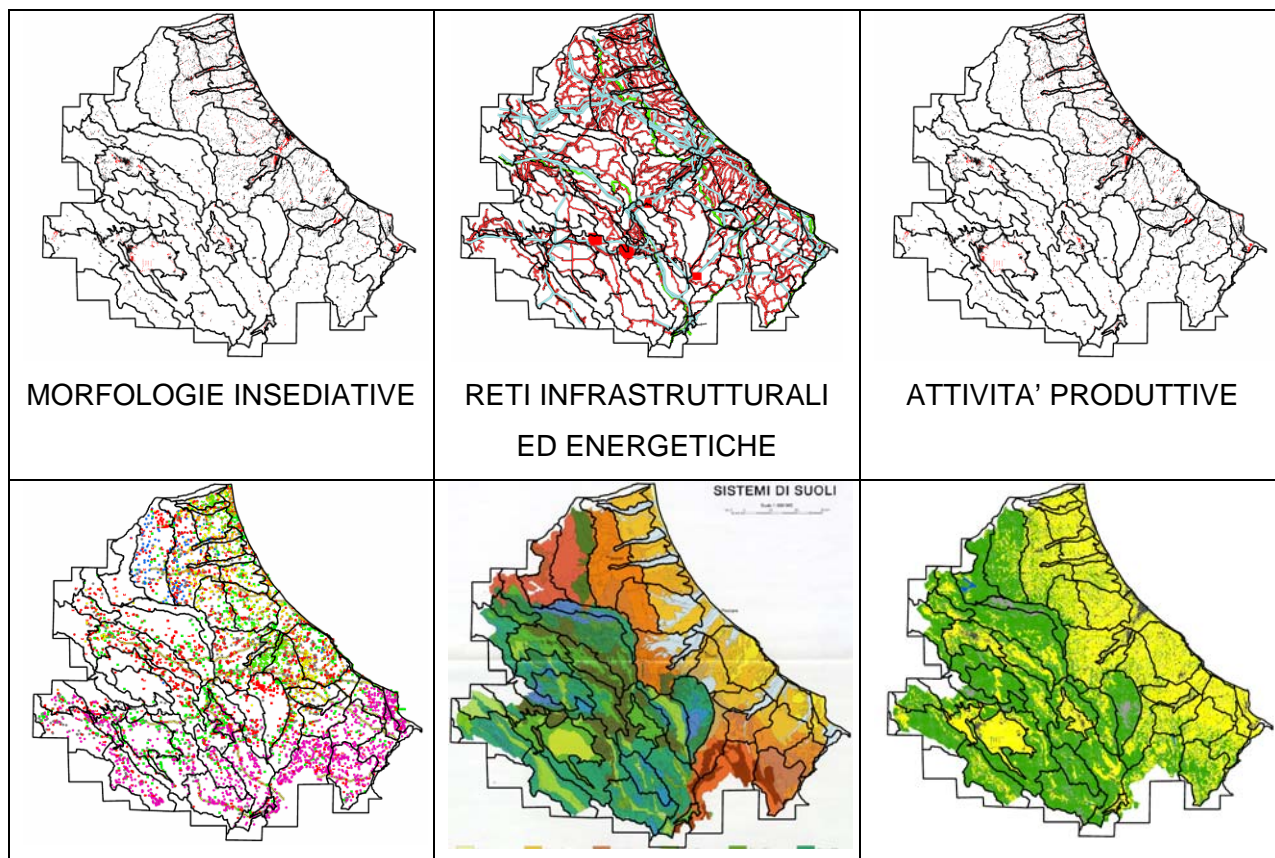 MORFOLOGIE INSEDIATIVE
RETI INFRASTRUTTURALI
ED ENERGETICHE
ATTIVITA’ PRODUTTIVE
SISTEMI DI SUOLI